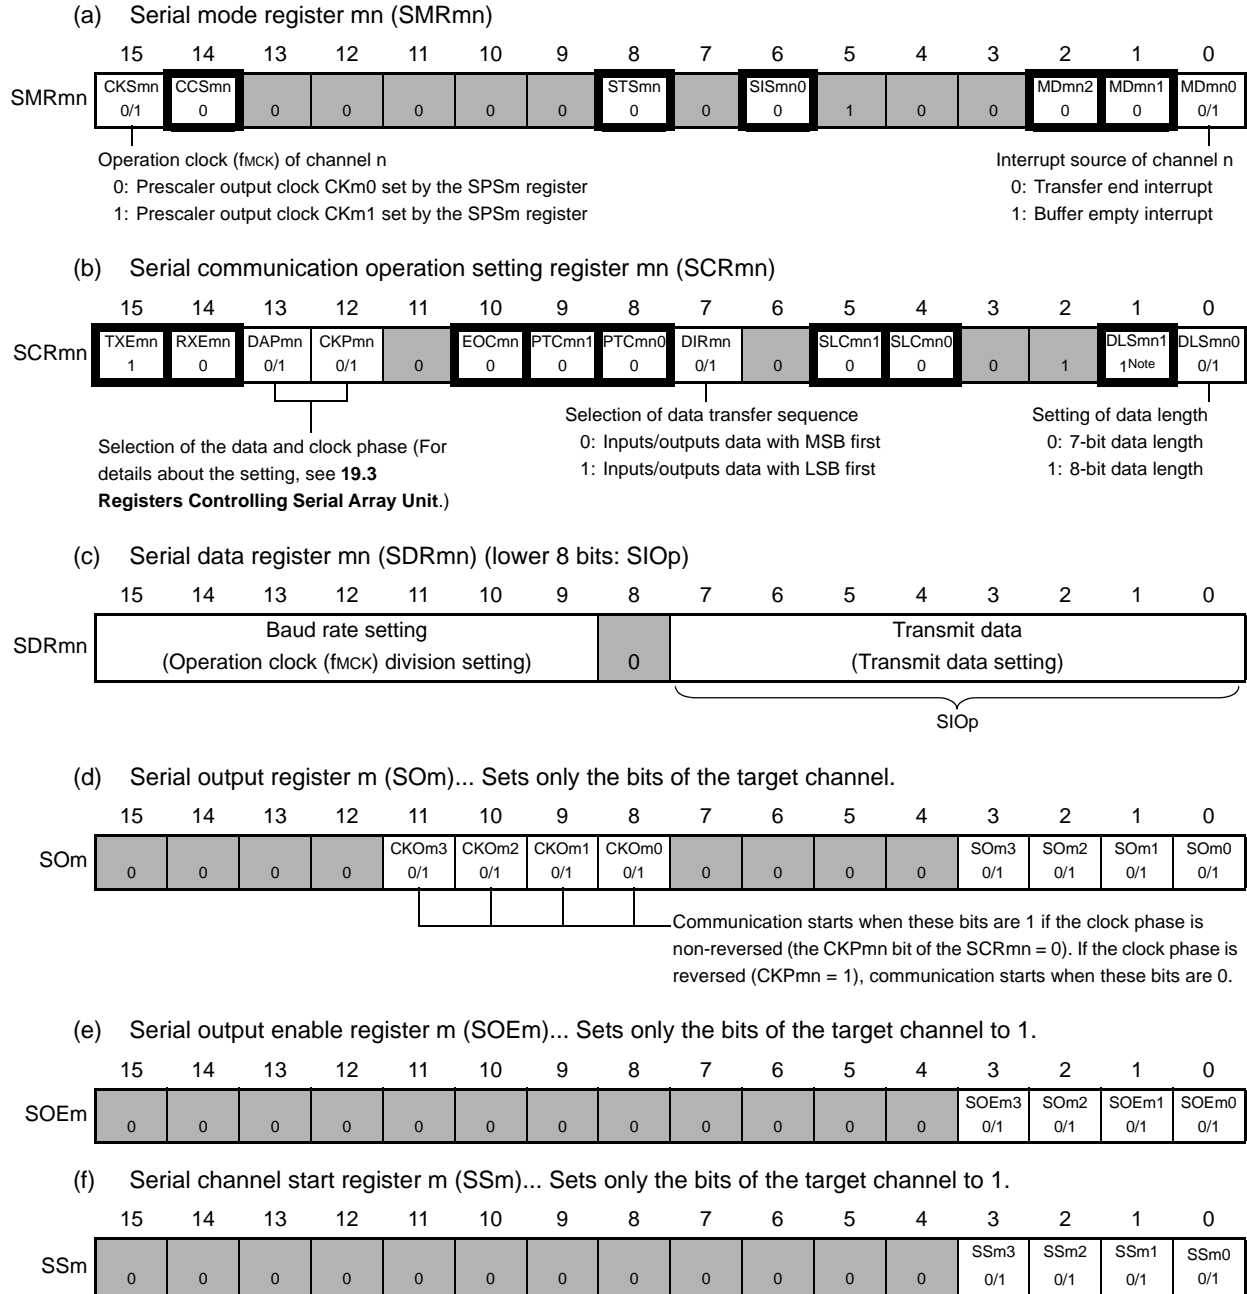 (a) Serial mode register mn (SMRmn)
15 14 13 12 11 10 9 8 7 6 5 4 3 2 1 0
SMRmn CKSmn CCSmn STSmn SISmn0 MDmn2 MDmn1 MDmn0
0/1 0 0 0 0 0 0 0 0 0 1 0 0 0 0 0/1
Operation clock (fMCK) of channel n
0: Prescaler output clock CKm0 set by the SPSm register
1: Prescaler output clock CKm1 set by the SPSm register
Interrupt source of channel n
0: Transfer end interrupt
1: Buffer empty interrupt
(b) Serial communication operation setting register mn (SCRmn)
15 14 13 12 11 10 9 8 7 6 5 4 3 2 1 0
SCRmn TXEmn RXEmn DAPmn CKPmn EOCmn PTCmn1 PTCmn0 DIRmn SLCmn1 SLCmn0 DLSmn1 DLSmn0
1 0 0/1 0/1 0 0 0 0 0/1 0 0 0 0 1 1Note 0/1
Selection of the data and clock phase (For
details about the setting, see 19.3
Registers Controlling Serial Array Unit.)
Selection of data transfer sequence
0: Inputs/outputs data with MSB first
1: Inputs/outputs data with LSB first
Setting of data length
0: 7-bit data length
1: 8-bit data length
(c) Serial data register mn (SDRmn) (lower 8 bits: SIOp)
15 14 13 12 11 10 9 8 7 6 5 4 3 2 1 0
SDRmn
Baud rate setting
(Operation clock (fMCK) division setting)
0
Transmit data
(Transmit data setting)
SIOp
(d) Serial output register m (SOm)... Sets only the bits of the target channel.
15 14 13 12 11 10 9 8 7 6 5 4 3 2 1 0
SOm CKOm3 CKOm2 CKOm1 CKOm0 SOm3 SOm2 SOm1 SOm0
0 0 0 0 0/1 0/1 0/1 0/1 0 0 0 0 0/1 0/1 0/1 0/1
Communication starts when these bits are 1 if the clock phase is
non-reversed (the CKPmn bit of the SCRmn = 0). If the clock phase is
reversed (CKPmn = 1), communication starts when these bits are 0.
(e) Serial output enable register m (SOEm)... Sets only the bits of the target channel to 1.
15 14 13 12 11 10 9 8 7 6 5 4 3 2 1 0
SOEm SOEm3 SOm2 SOEm1 SOEm0
0 0 0 0 0 0 0 0 0 0 0 0 0/1 0/1 0/1 0/1
(f) Serial channel start register m (SSm)... Sets only the bits of the target channel to 1.
15 14 13 12 11 10 9 8 7 6 5 4 3 2 1 0
SSm SSm3 SSm2 SSm1 SSm0
0 0 0 0 0 0 0 0 0 0 0 0 0/1 0/1 0/1 0/1